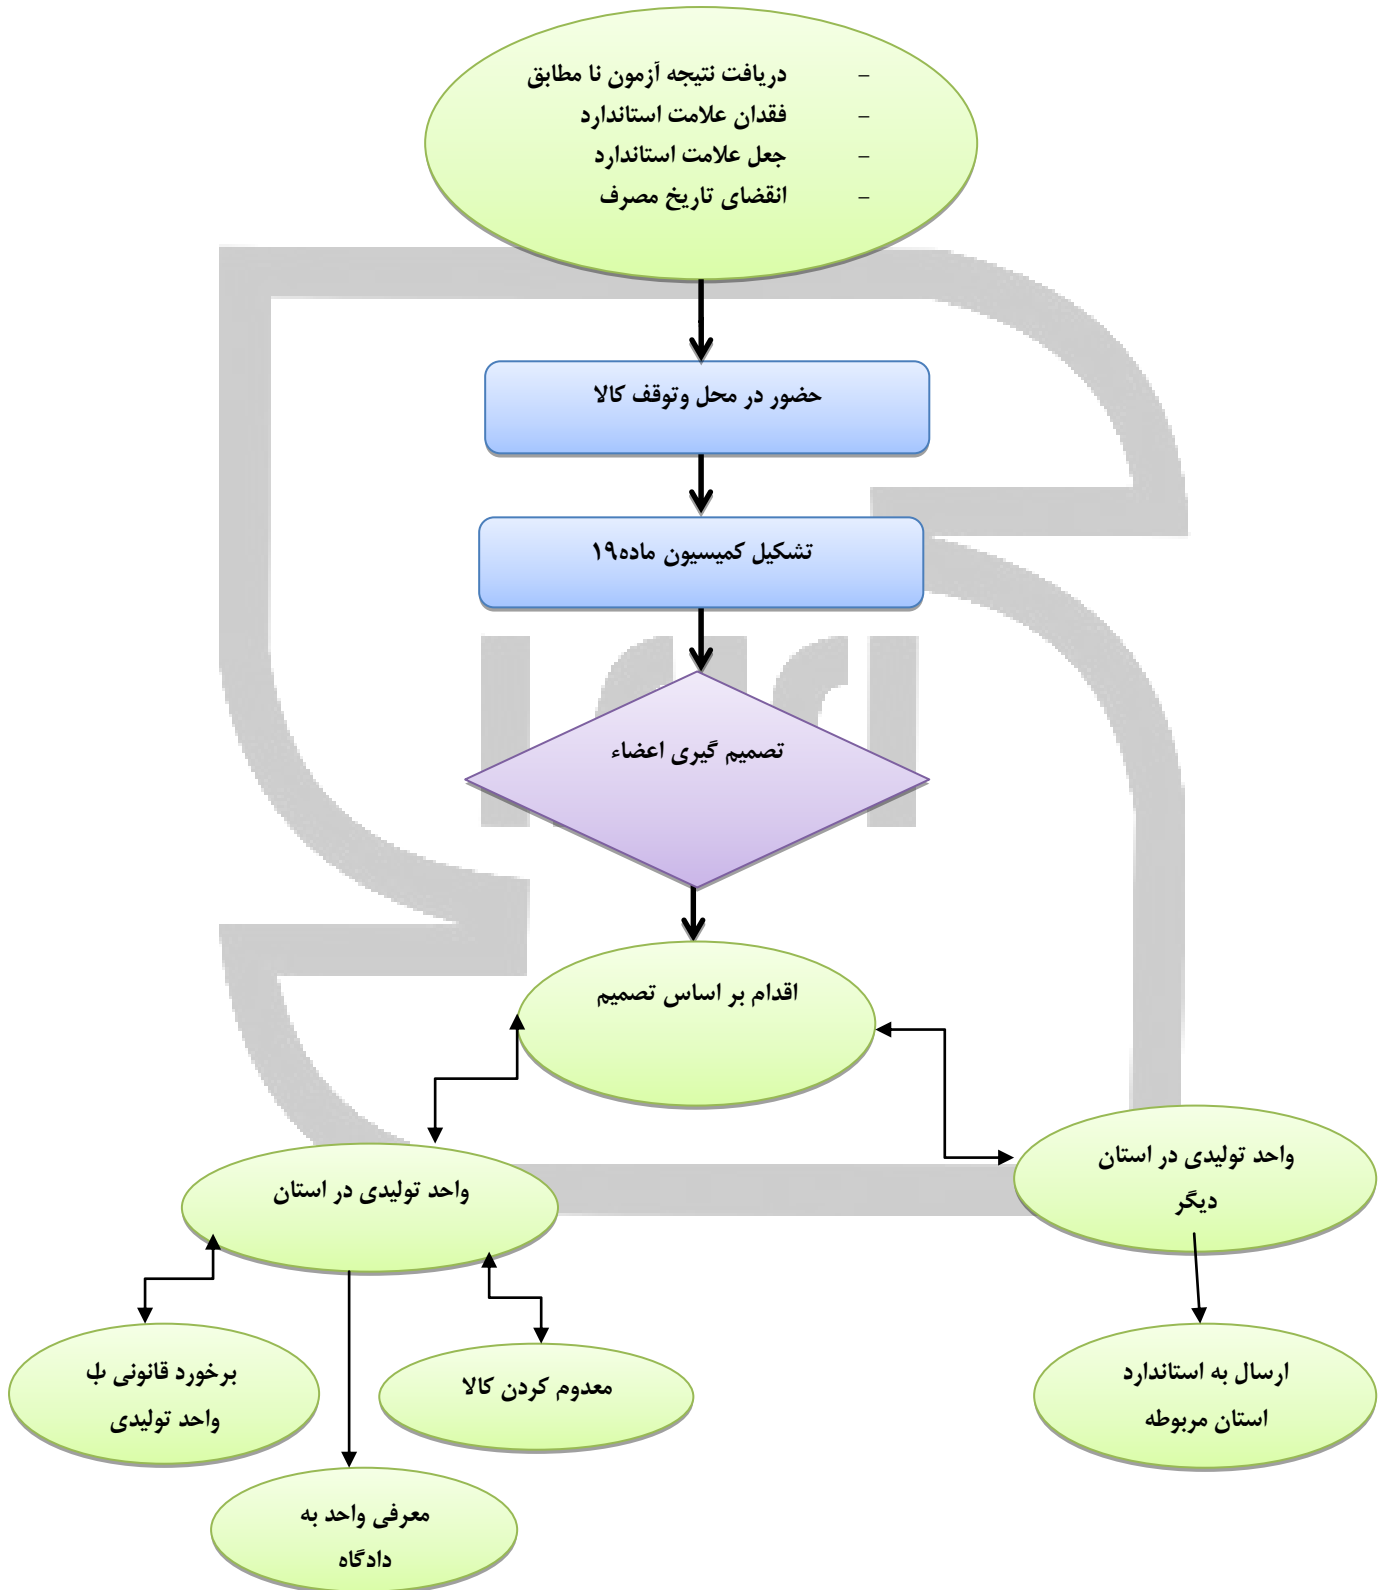 - دریافت نتیجه آزمون نا مطابق
- فقدان علامت استاندارد
- جعل علامت استاندارد
- انقضای تاریخ مصرف
حضور در محل وتوقف کالا
تشکیل کمیسیون ماده۱۹
تصمیم گیری اعضاء
اقدام بر اساس تصمیم
واحد تولیدی در استان
دیگر
واحد تولیدی در استان
ارسال به استاندارد
استان مربوطه
معدوم کردن کالا
برخورد قانونی
واحد تولیدی
معرفی واحد به
دادگاه